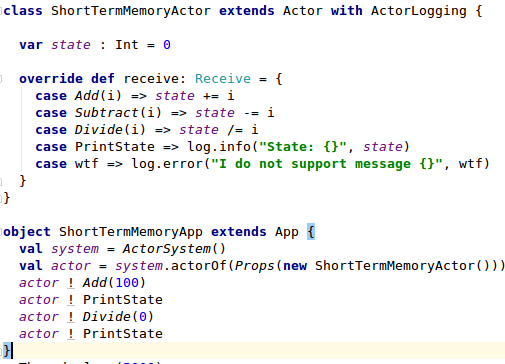 class ShortTermMemoryActor extends Actor with ActorLogging {
var state : Int = 0
override def receive: Receive = {
case Add(i) => state += i
case Subtract(i) => state -= i
case Divide(i) => state /= i
case PrintState => log.info("State: {}", state)
case wtf => log.error("I do not support message {}", wtf)
}
}
object ShortTermMemoryApp extends App {
val system = ActorSystem()
val actor = system.actorOf(Props(new ShortTermMemoryActor()))
actor ! Add(100)
actor ! PrintState
actor ! Divide(0)
actor ! PrintState
}